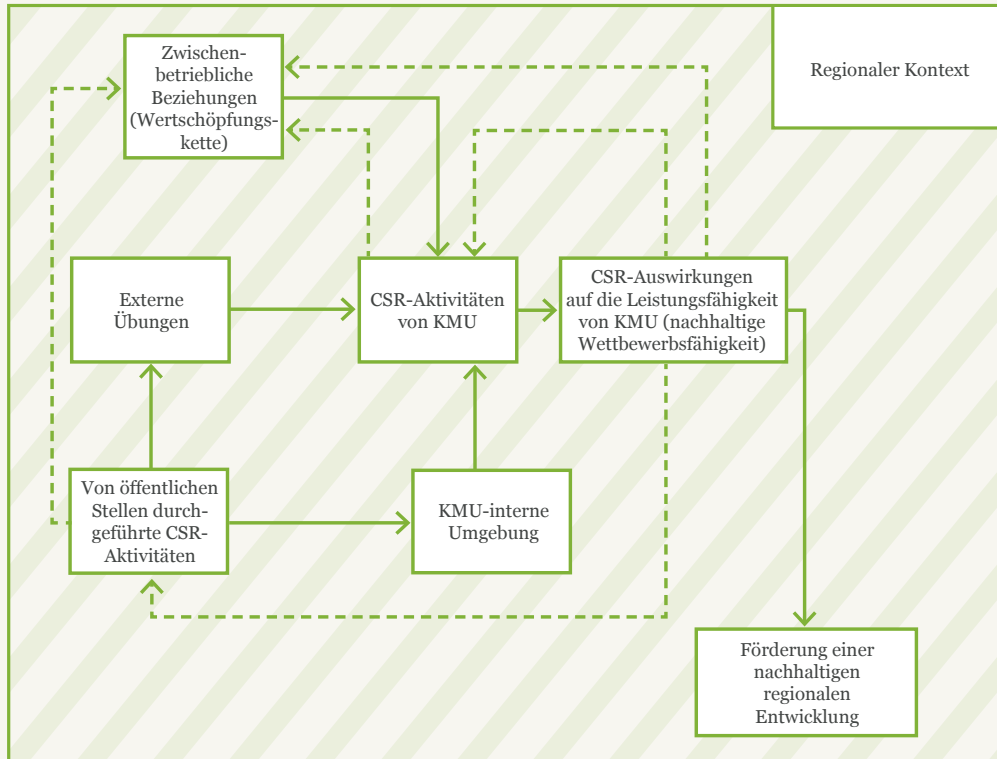 Zwischen-
betriebliche
Beziehungen
(Wertschöpfungs-
kette)
Regionaler Kontext
Externe
Übungen
CSR-Aktivitäten
von KMU
CSR-Auswirkungen
auf die Leistungsfähigkeit
von KMU (nachhaltige
Wettbewerbsfähigkeit)
Von öffentlichen
Stellen durch-
geführte CSR-
Aktivitäten
KMU-interne
Umgebung
Förderung einer
nachhaltigen
regionalen
Entwicklung